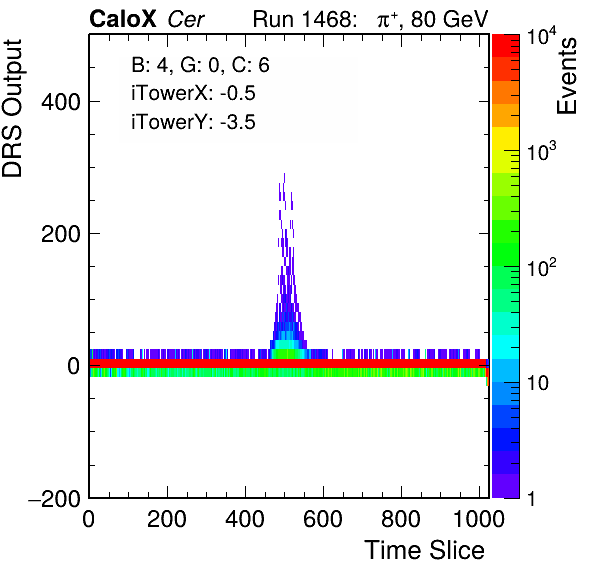 CaloX Cer Run 1468: π⁺, 80 GeV
B: 4, G: 0, C: 6
iTowerX: -0.5
iTowerY: -3.5
DRS Output
400
200
0
−200
0 200 400 600 800 1000
Time Slice
Events
10⁴
10³
10²
10
1